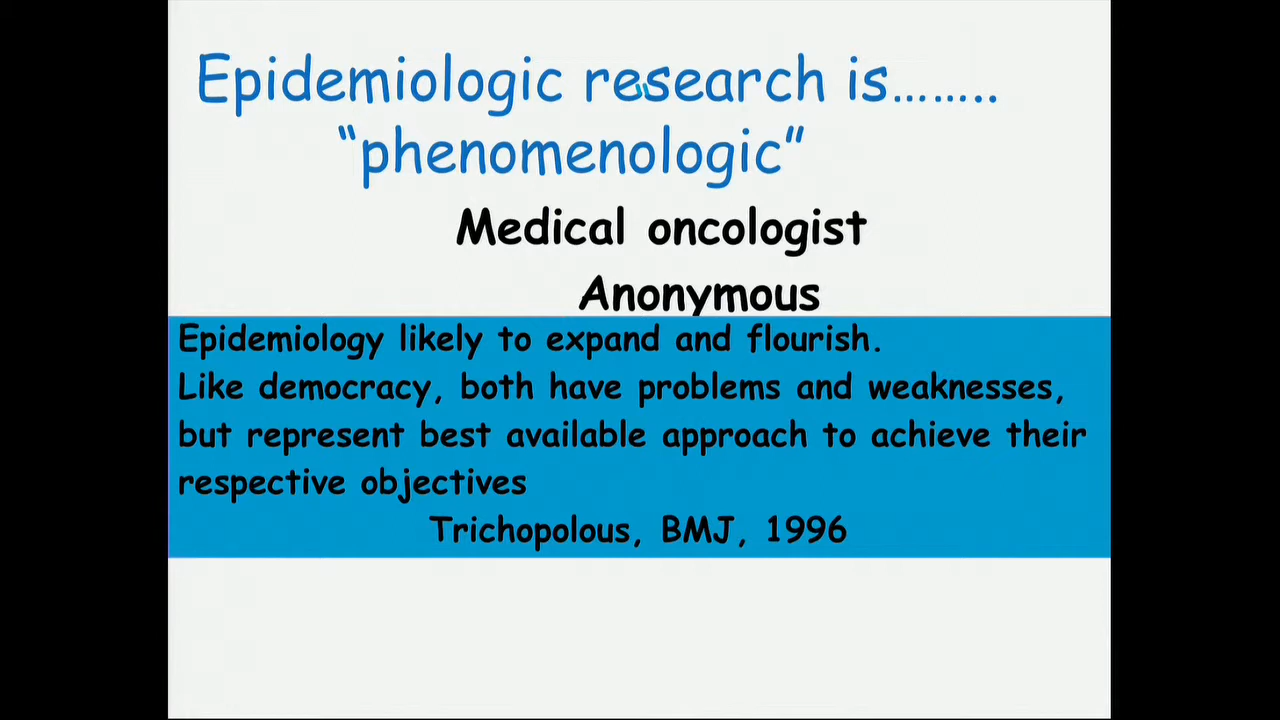 Epidemiologic research is……..
“phenomenologic”
Medical oncologist
Anonymous
Epidemiology likely to expand and flourish.
Like democracy, both have problems and weaknesses,
but represent best available approach to achieve their
respective objectives
Trichopolous, BMJ, 1996